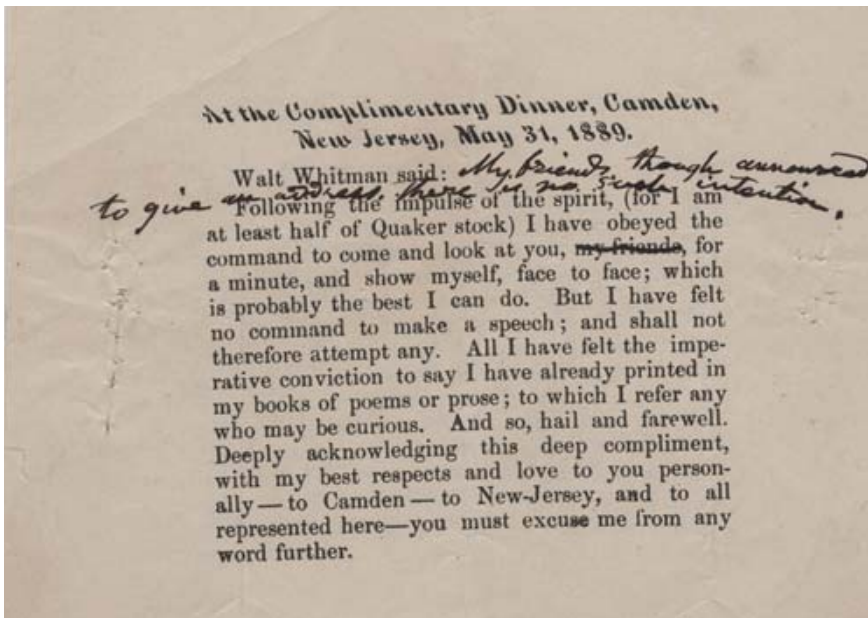 At the Complimentary Dinner, Camden,
New Jersey, May 31, 1889.
Walt Whitman said: My friends, though announced
to give an address there is no such intention.
Following the impulse of the spirit, (for I am
at least half of Quaker stock) I have obeyed the
command to come and look at you, my friends, for
a minute, and show myself, face to face; which
is probably the best I can do. But I have felt
no command to make a speech; and shall not
therefore attempt any. All I have felt the impe-
rative conviction to say I have already printed in
my books of poems or prose; to which I refer any
who may be curious. And so, hail and farewell.
Deeply acknowledging this deep compliment,
with my best respects and love to you person-
ally—to Camden—to New-Jersey, and to all
represented here—you must excuse me from any
word further.